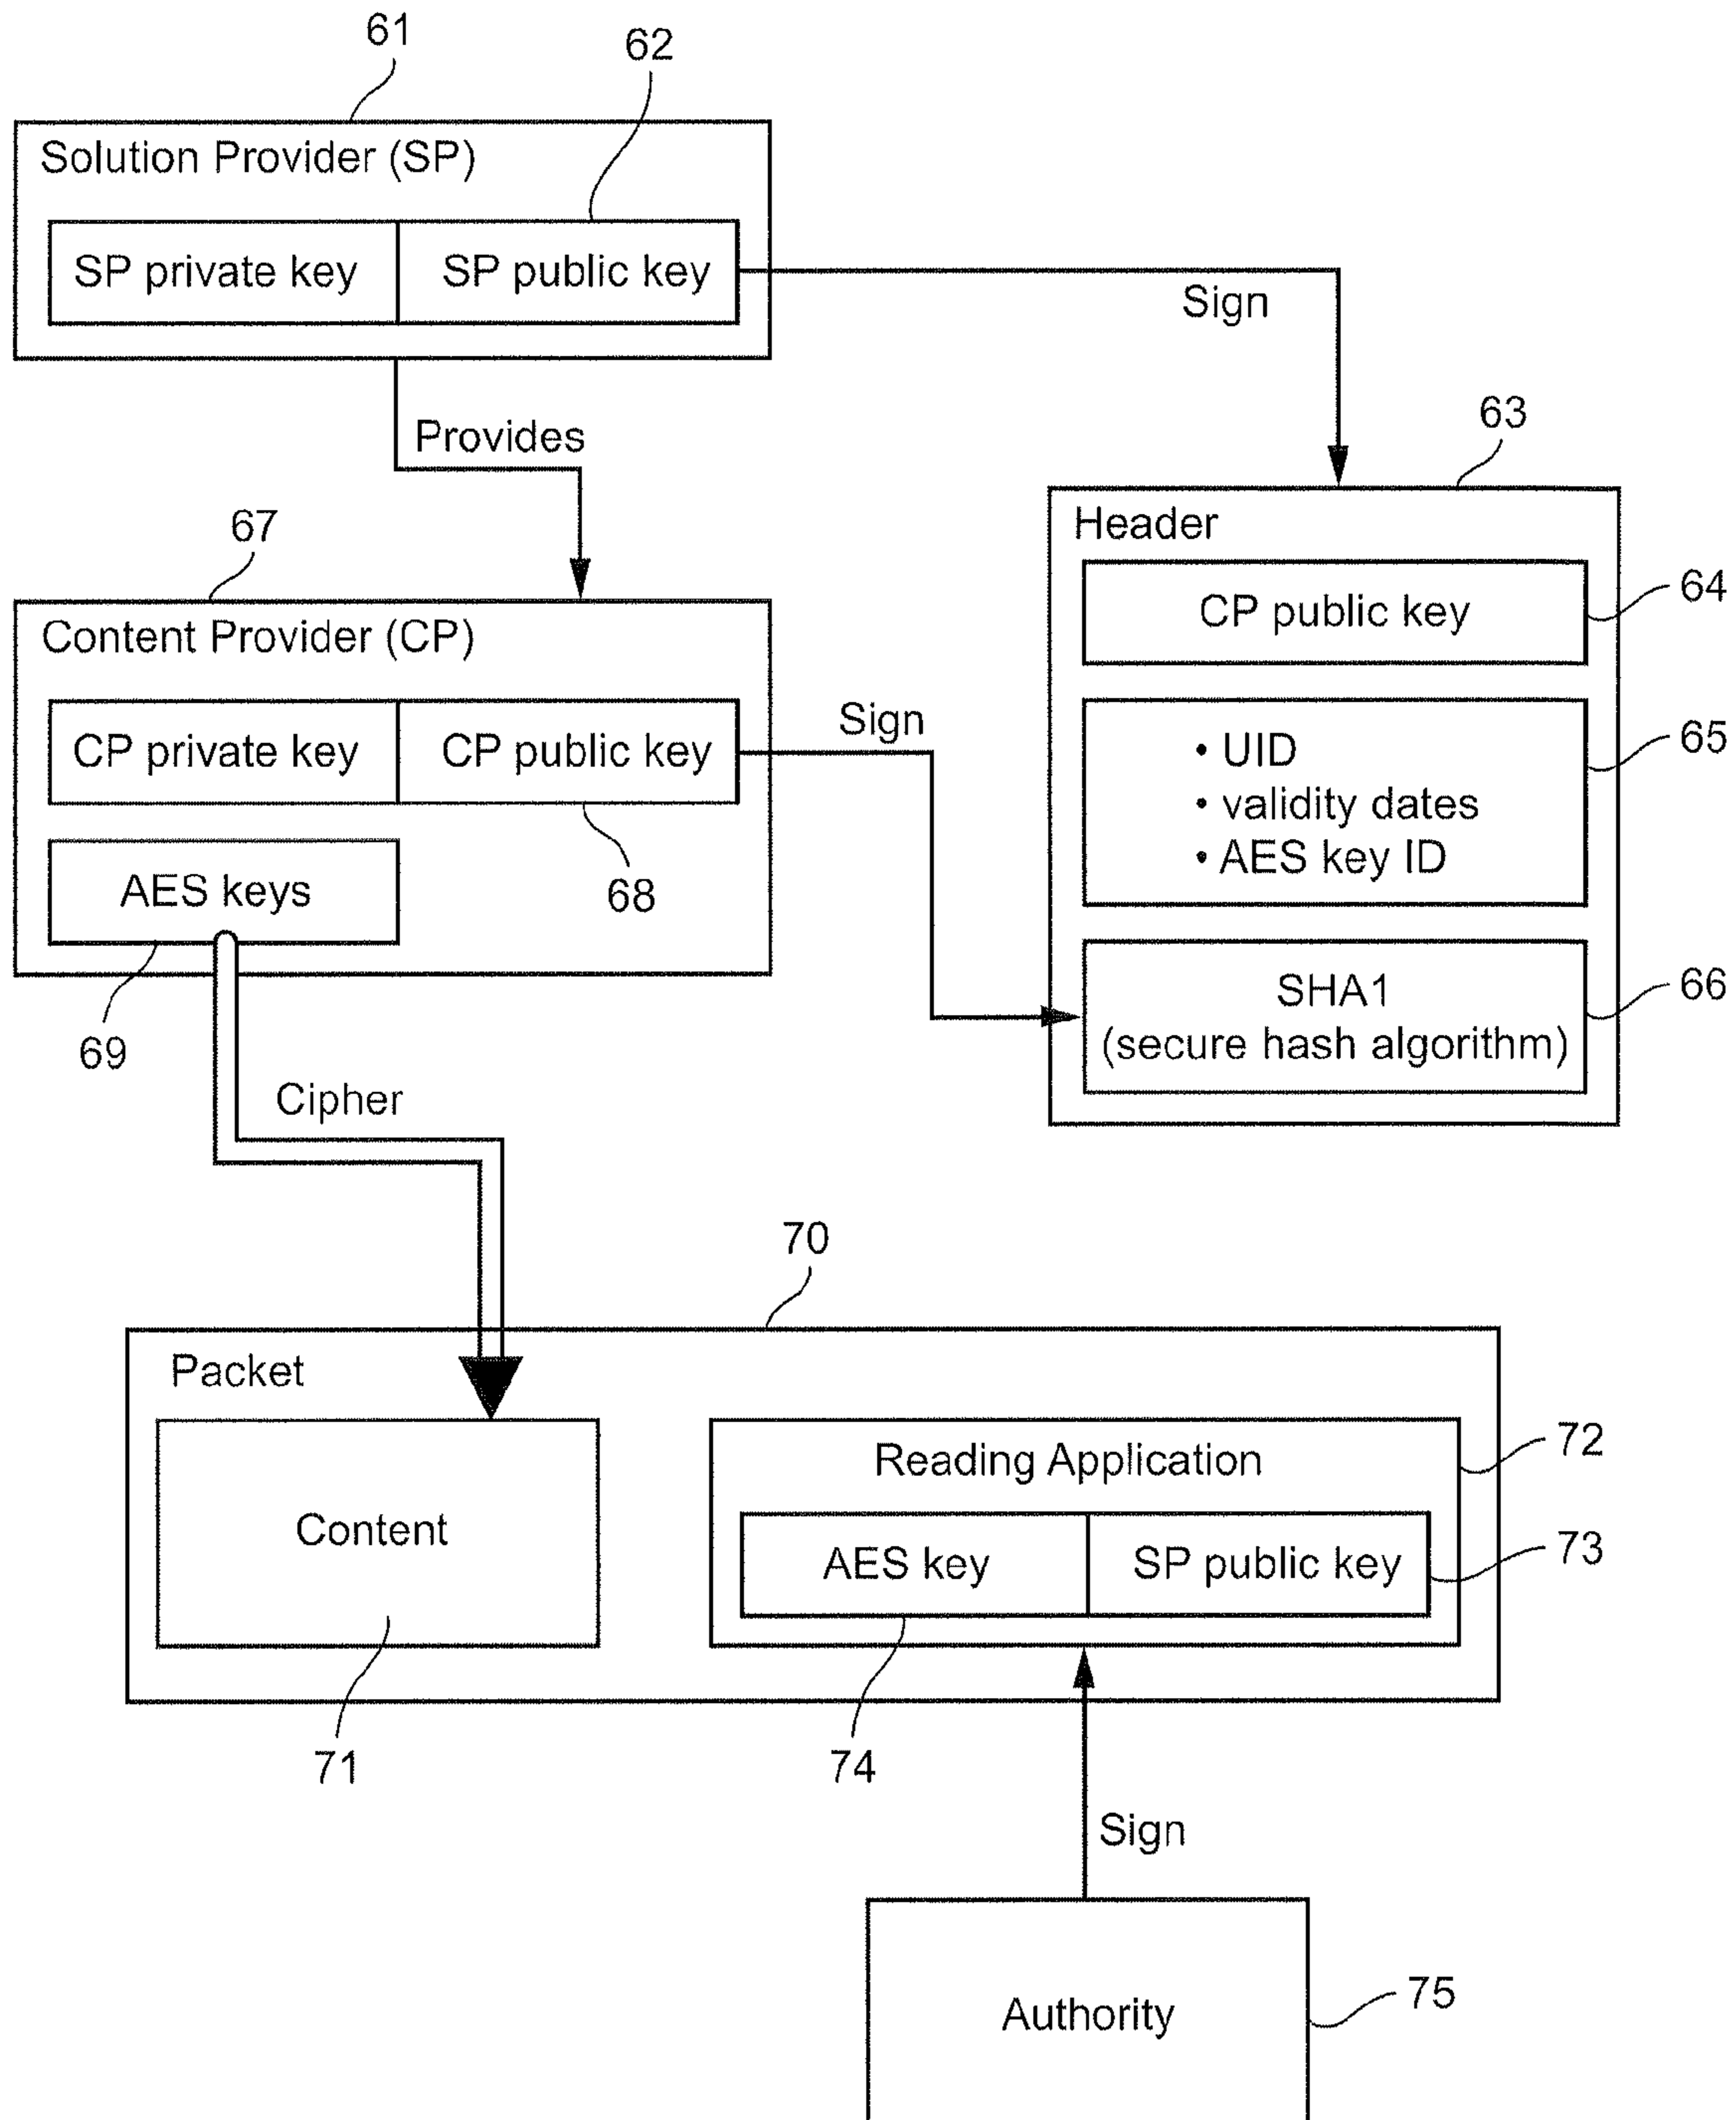 61
62
Solution Provider (SP)
SP private key
SP public key
Sign
Provides
63
67
Header
64
CP public key
Content Provider (CP)
Sign
65
CP private key
CP public key
• UID
• validity dates
• AES key ID
AES keys
68
66
SHA1
(secure hash algorithm)
69
Cipher
70
Packet
72
Reading Application
Content
73
AES key
SP public key
71
74
Sign
75
Authority